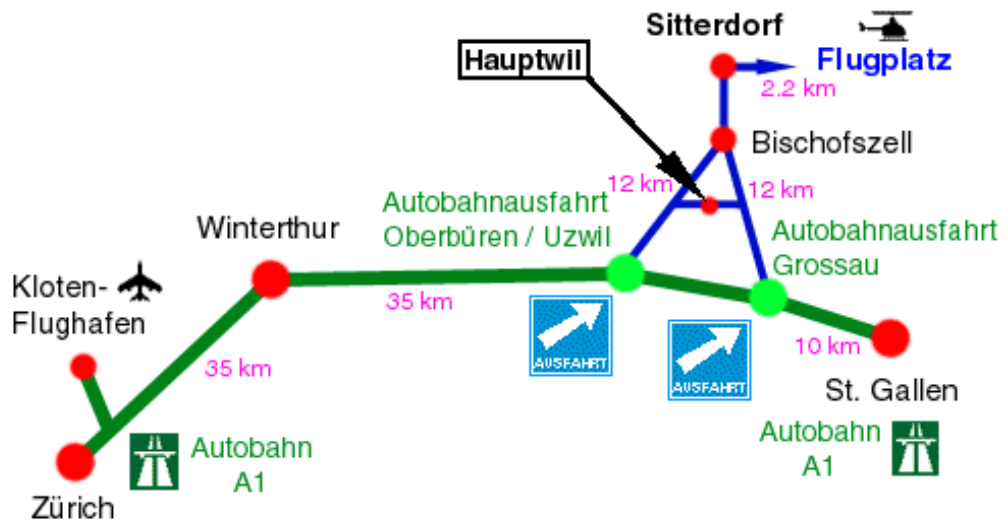 Sitterdorf
Hauptwil
Flugplatz
2.2 km
Bischofszell
12 km
12 km
Autobahnausfahrt
Oberbüren / Uzwil
Winterthur
Autobahnausfahrt
Grossau
Kloten-
Flughafen
35 km
35 km
AUSFAHRT
AUSFAHRT
10 km
St. Gallen
Autobahn
A1
Autobahn
A1
Zürich